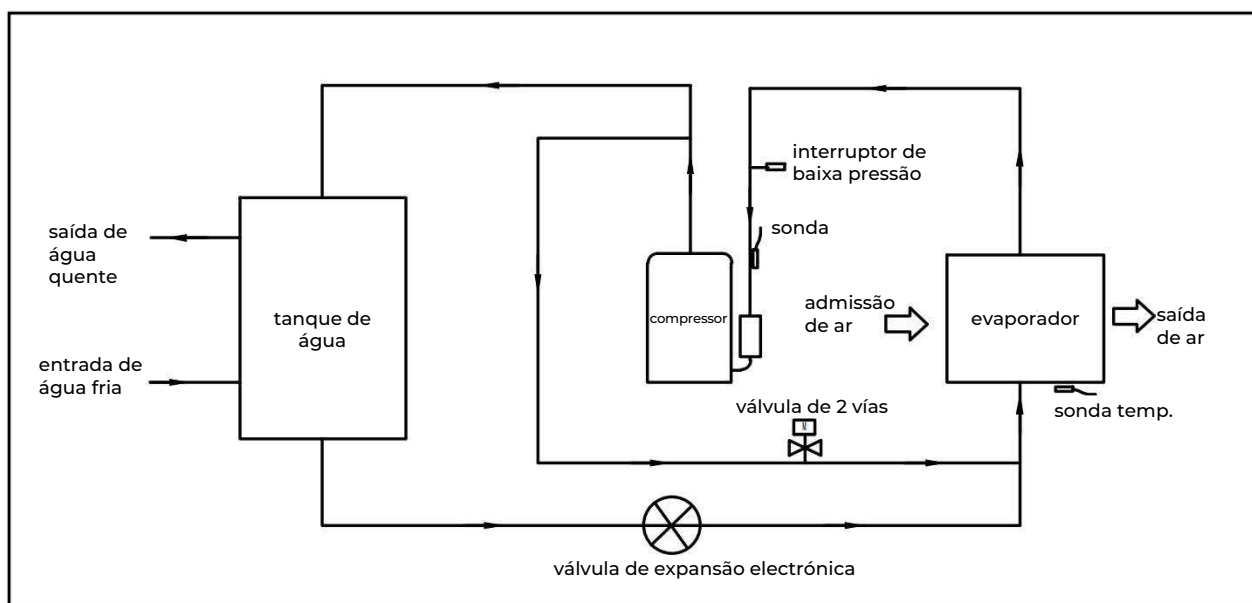 interruptor de
baixa pressão
sonda
saída de
água
quente
tanque de
água
compressor
admissão
de ar
evaporador
saída
de ar
entrada de
água fria
sonda temp.
válvula de 2 vías
M
válvula de expansão electrónica